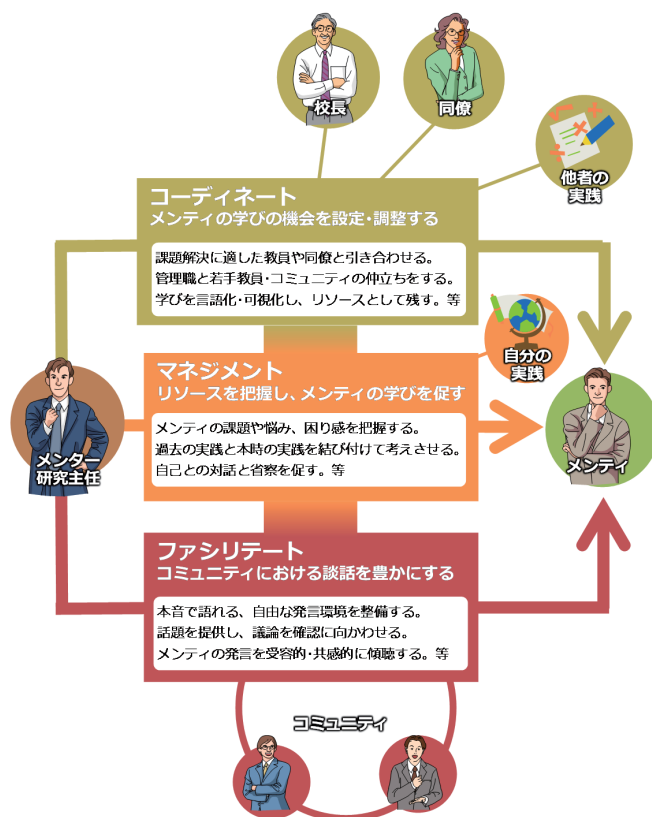 校長
同僚
他者の
実践
コーディネート
メンティの学びの機会を設定・調整する
課題解決に適した教員や同僚と引き合わせる。
管理職と若手教員・コミュニティの仲立ちをする。
学びを言語化・可視化し、リソースとして残す。等
自分の
実践
マネジメント
リソースを把握し、メンティの学びを促す
メンティの課題や悩み、困り感を把握する。
過去の実践と本時の実践を結び付けて考えさせる。
自己との対話と省察を促す。等
メンター
研究主任
メンティ
ファシリテート
コミュニティにおける談話を豊かにする
本音で語れる、自由な発言環境を整備する。
話題を提供し、議論を確認に向かわせる。
メンティの発言を受容的・共感的に傾聴する。等
コミュニティ